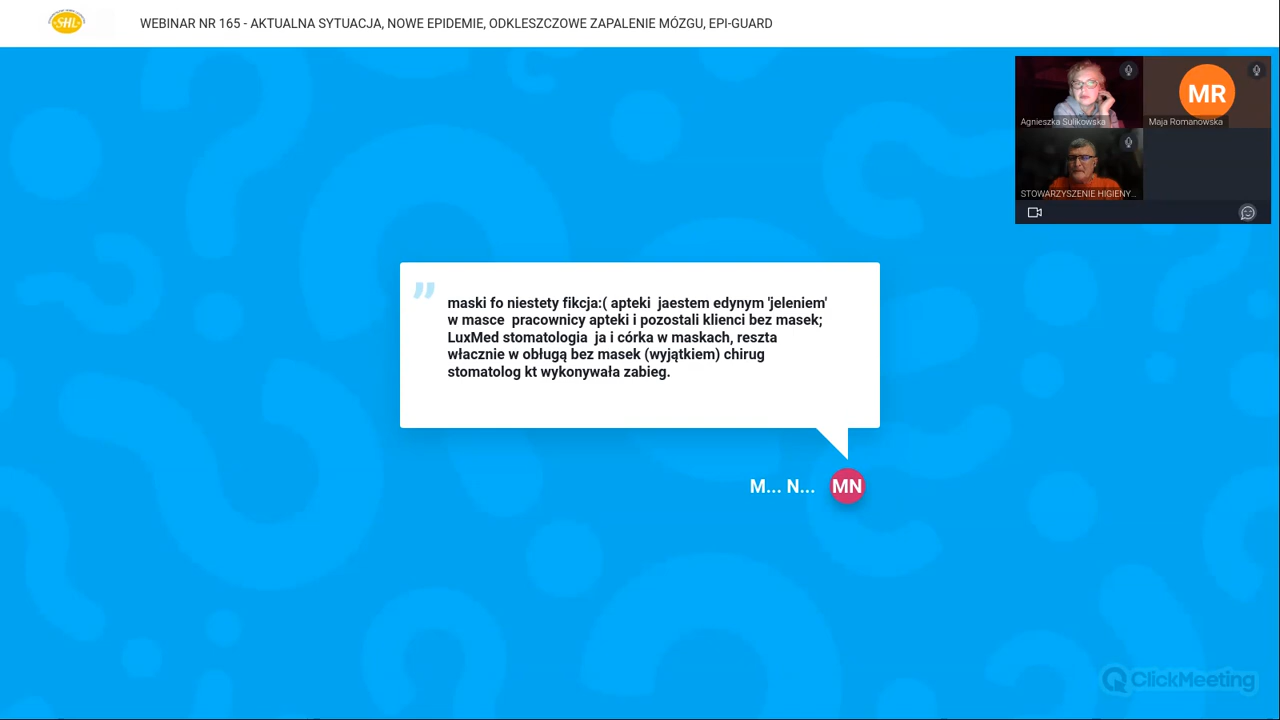 SHL
WEBINAR NR 165 - AKTUALNA SYTUACJA, NOWE EPIDEMIE, ODKLESZCZOWE ZAPALENIE MÓZGU, EPI-GUARD
MR
Agnieszka Sulikowska
Maja Romanowska
STOWARZYSZENIE HIGIENY...
maski fo niestety fikcja:( apteki jaestem edynym 'jeleniem'
w masce pracownicy apteki i pozostali klienci bez masek;
LuxMed stomatologia ja i córka w maskach, reszta
włacznie w obługą bez masek (wyjątkiem) chirug
stomatolog kt wykonywała zabieg.
M... N...
MN
ClickMeeting